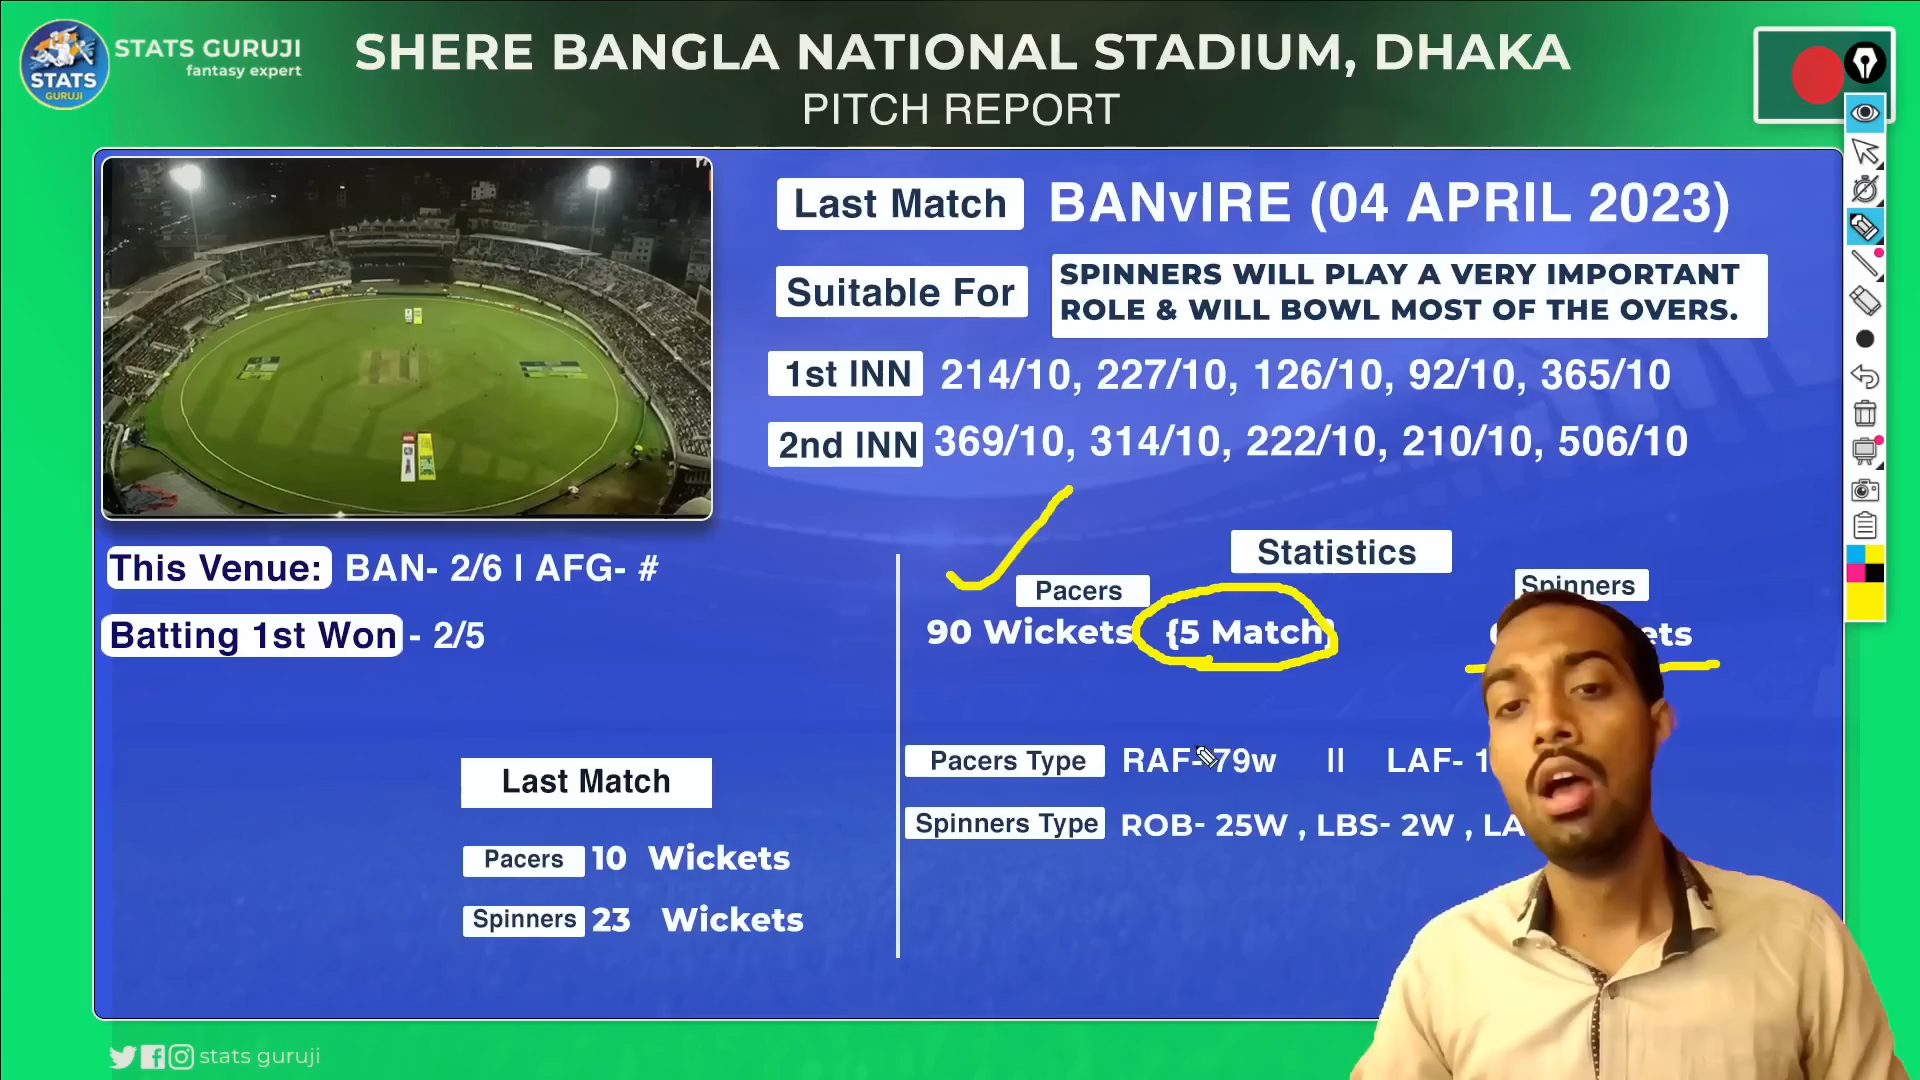 STATS GURUJI
fantasy expert
STATS
GURUJI
SHERE BANGLA NATIONAL STADIUM, DHAKA
PITCH REPORT
Last Match BANvIRE (04 APRIL 2023)
Suitable For
SPINNERS WILL PLAY A VERY IMPORTANT
ROLE & WILL BOWL MOST OF THE OVERS.
1st INN 214/10, 227/10, 126/10, 92/10, 365/10
2nd INN 369/10, 314/10, 222/10, 210/10, 506/10
This Venue: BAN- 2/6 I AFG- #
Batting 1st Won - 2/5
Statistics
Pacers
Spinners
90 Wickets {5 Match}
Last Match
Pacers 10 Wickets
Spinners 23 Wickets
Pacers Type RAF- 79w II LAF-
Spinners Type ROB- 25W , LBS- 2W ,
stats guruji